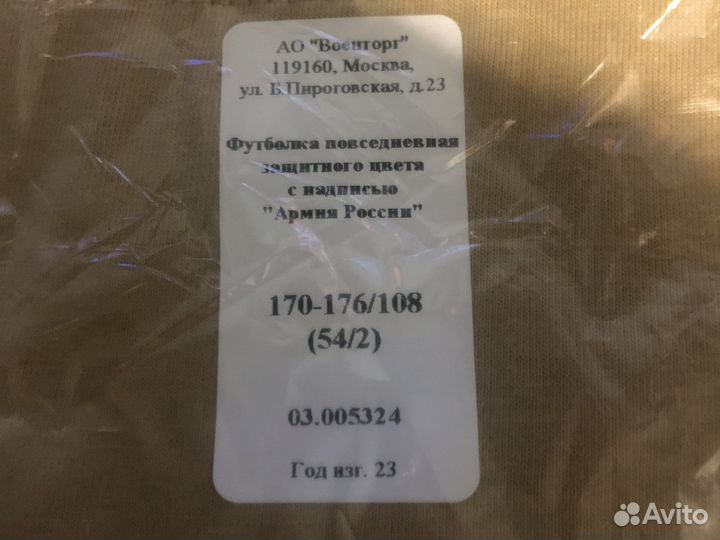 АО "Военторг"
119160, Москва,
ул. Б.Пироговская, д.23
Футболка повседневная
защитного цвета
с надписью
"Армия России"
170-176/108
(54/2)
03.005324
Год изг. 23
Avito